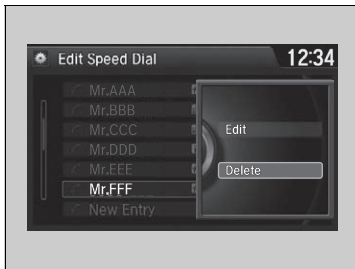 Edit Speed Dial
12:34
Mr.AAA
Mr.BBB
Mr.CCC
Mr.DDD
Mr.EEE
Mr.FFF
New Entry
Edit
Delete